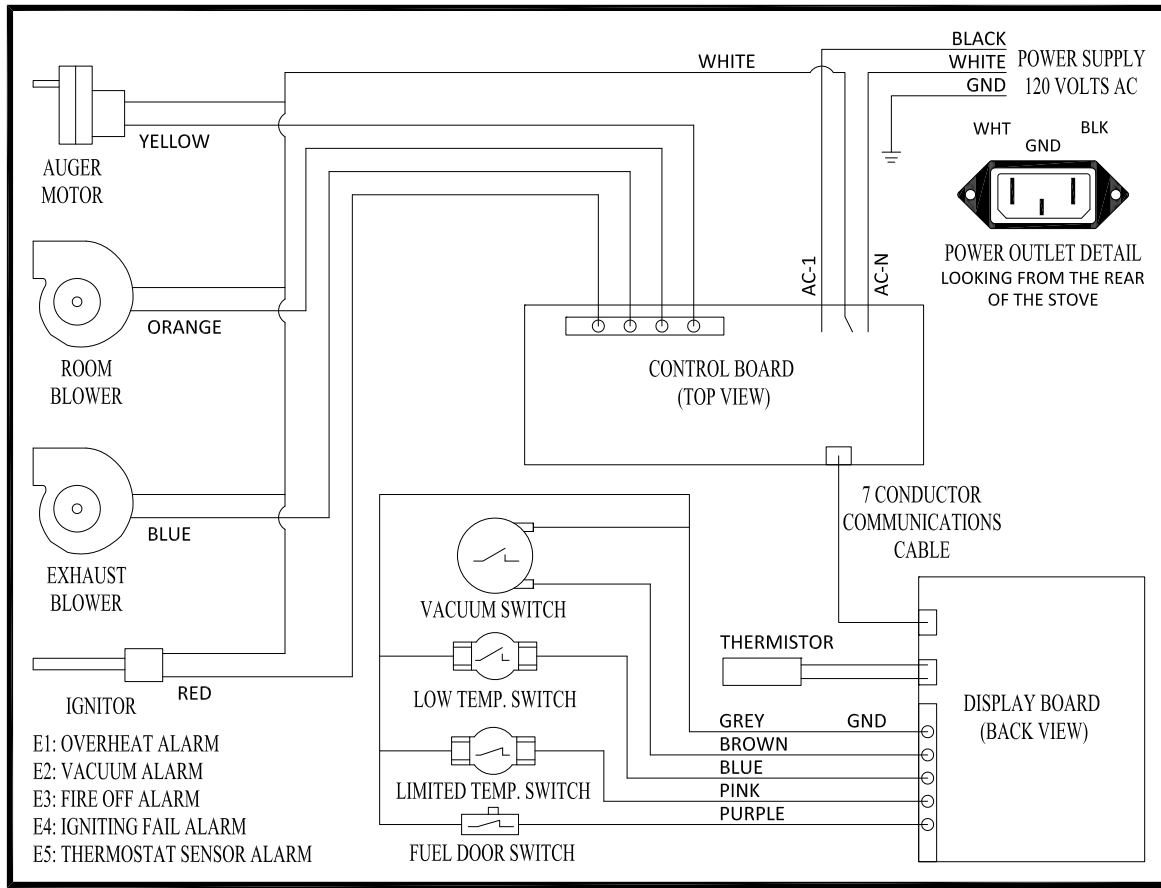 BLACK
WHITE
WHITE
GND
POWER SUPPLY
120 VOLTS AC
WHT
BLK
GND
POWER OUTLET DETAIL
LOOKING FROM THE REAR
OF THE STOVE
YELLOW
AUGER
MOTOR
ORANGE
ROOM
BLOWER
BLUE
EXHAUST
BLOWER
RED
IGNITOR
AC-1
AC-N
CONTROL BOARD
(TOP VIEW)
7 CONDUCTOR
COMMUNICATIONS
CABLE
VACUUM SWITCH
LOW TEMP. SWITCH
LIMITED TEMP. SWITCH
FUEL DOOR SWITCH
THERMISTOR
GREY
GND
BROWN
BLUE
PINK
PURPLE
DISPLAY BOARD
(BACK VIEW)
E1: OVERHEAT ALARM
E2: VACUUM ALARM
E3: FIRE OFF ALARM
E4: IGNITING FAIL ALARM
E5: THERMOSTAT SENSOR ALARM